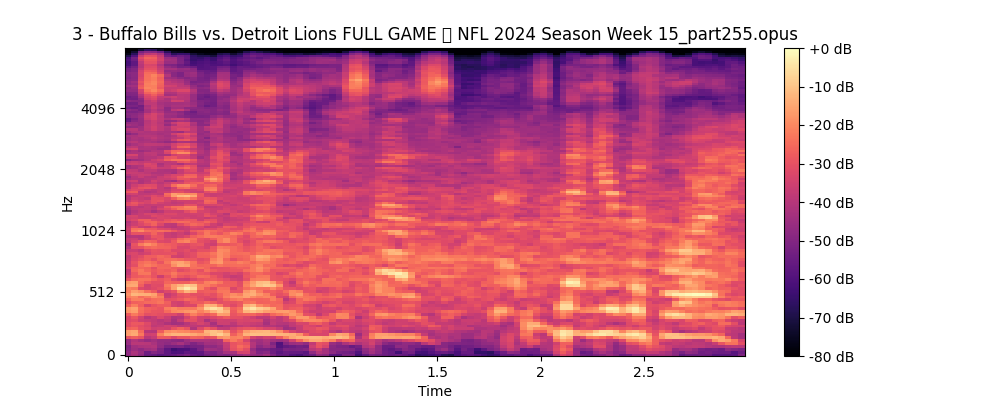 3 - Buffalo Bills vs. Detroit Lions FULL GAME ▯ NFL 2024 Season Week 15_part255.opus
+0 dB
-10 dB
-20 dB
-30 dB
-40 dB
-50 dB
-60 dB
-70 dB
-80 dB
Hz
4096
2048
1024
512
0
0
0.5
1
1.5
2
2.5
Time